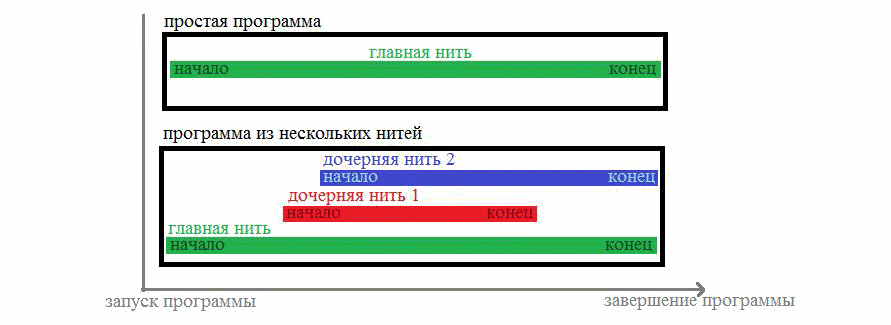 простая программа
главная нить
начало конец
программа из нескольких нитей
дочерняя нить 2
начало конец
дочерняя нить 1
начало конец
главная нить
начало конец
запуск программы завершение программы